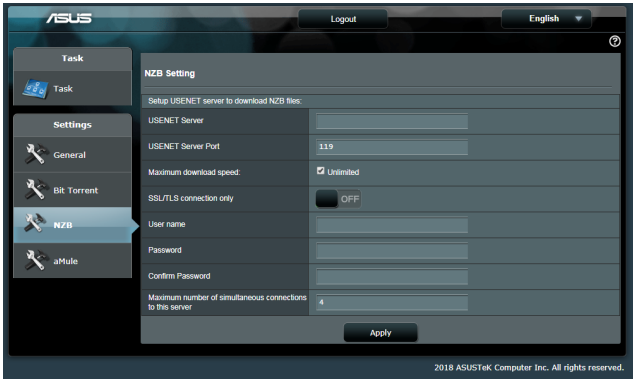 ASUS
Logout
English
Task
Task
Settings
General
Bit Torrent
NZB
aMule
NZB Setting
Setup USENET server to download NZB files:
USENET Server
USENET Server Port 119
Maximum download speed: Unlimited
SSL/TLS connection only OFF
User name
Password
Confirm Password
Maximum number of simultaneous connections
to this server 4
Apply
2018 ASUSTeK Computer Inc. All rights reserved.